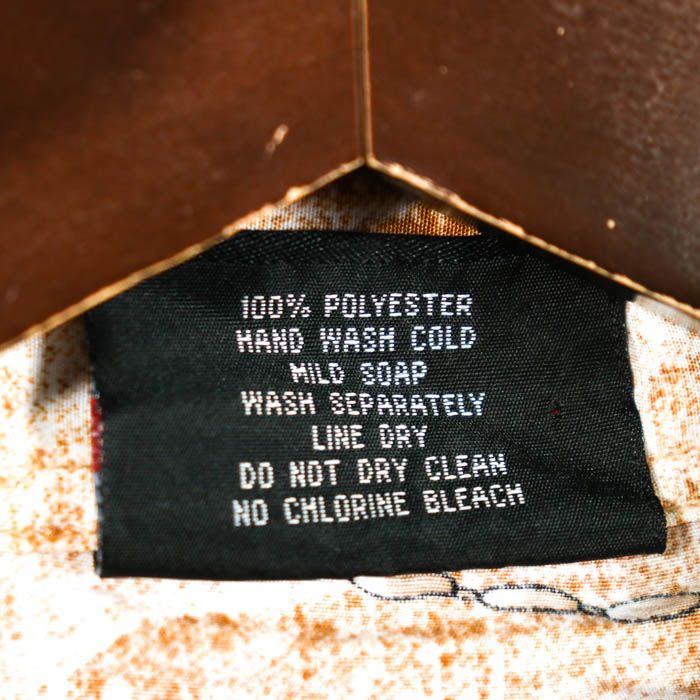 100% POLYESTER
HAND WASH COLD
MILD SOAP
WASH SEPARATELY
LINE DRY
DO NOT DRY CLEAN
NO CHLORINE BLEACH